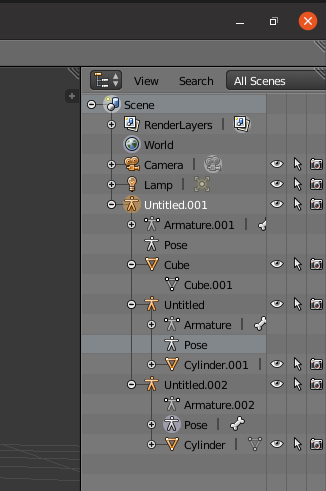 View Search All Scenes
Scene
RenderLayers
World
Camera
Lamp
Untitled.001
Armature.001
Pose
Cube
Cube.001
Untitled
Armature
Pose
Cylinder.001
Untitled.002
Armature.002
Pose
Cylinder